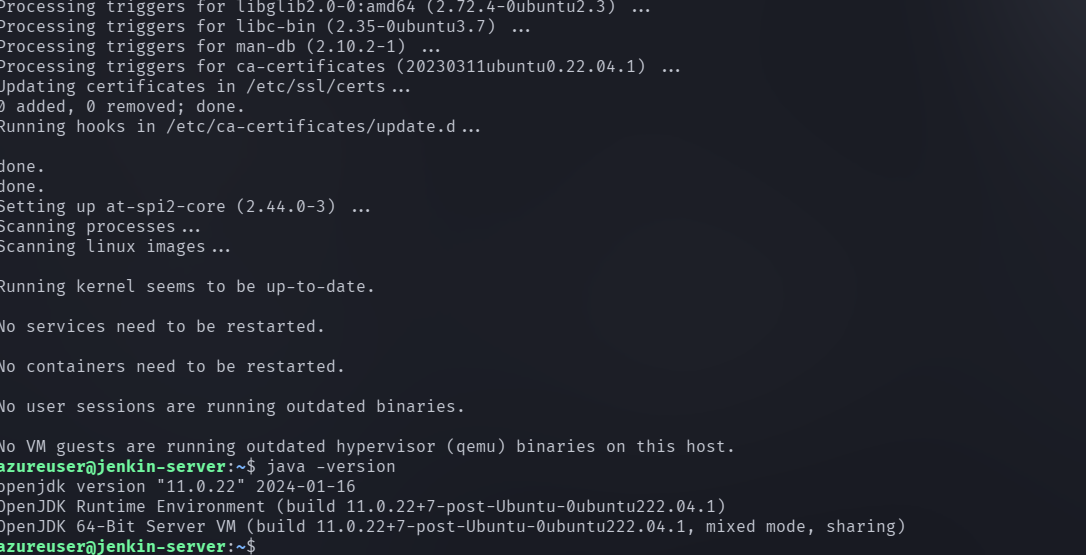 Processing triggers for libglib2.0-0:amd64 (2.72.4-0ubuntu2.3) ...
Processing triggers for libc-bin (2.35-0ubuntu3.7) ...
Processing triggers for man-db (2.10.2-1) ...
Processing triggers for ca-certificates (20230311ubuntu0.22.04.1) ...
Updating certificates in /etc/ssl/certs...
0 added, 0 removed; done.
Running hooks in /etc/ca-certificates/update.d...
done.
done.
Setting up at-spi2-core (2.44.0-3) ...
Scanning processes...
Scanning linux images...
Running kernel seems to be up-to-date.
No services need to be restarted.
No containers need to be restarted.
No user sessions are running outdated binaries.
No VM guests are running outdated hypervisor (qemu) binaries on this host.
azureuser@jenkin-server:~$ java -version
openjdk version "11.0.22" 2024-01-16
OpenJDK Runtime Environment (build 11.0.22+7-post-Ubuntu-0ubuntu222.04.1)
OpenJDK 64-Bit Server VM (build 11.0.22+7-post-Ubuntu-0ubuntu222.04.1, mixed mode, sharing)
azureuser@jenkin-server:~$